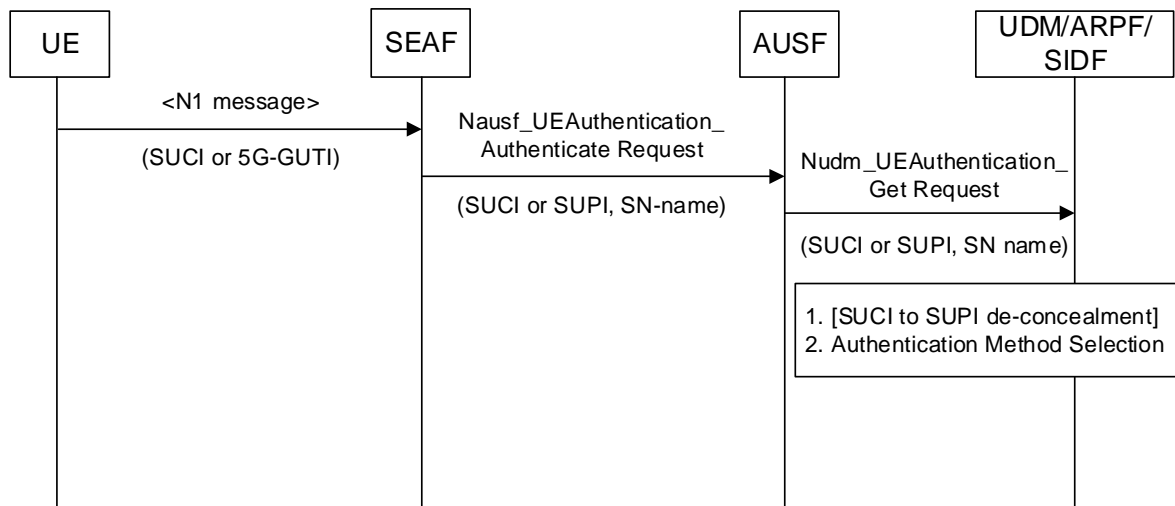 UE
SEAF
AUSF
UDM/ARPF/
SIDF
<N1 message>
(SUCI or 5G-GUTI)
Nausf_UEAuthentication_
Authenticate Request
(SUCI or SUPI, SN-name)
Nudm_UEAuthentication_
Get Request
(SUCI or SUPI, SN name)
1. [SUCI to SUPI de-concealment]
2. Authentication Method Selection